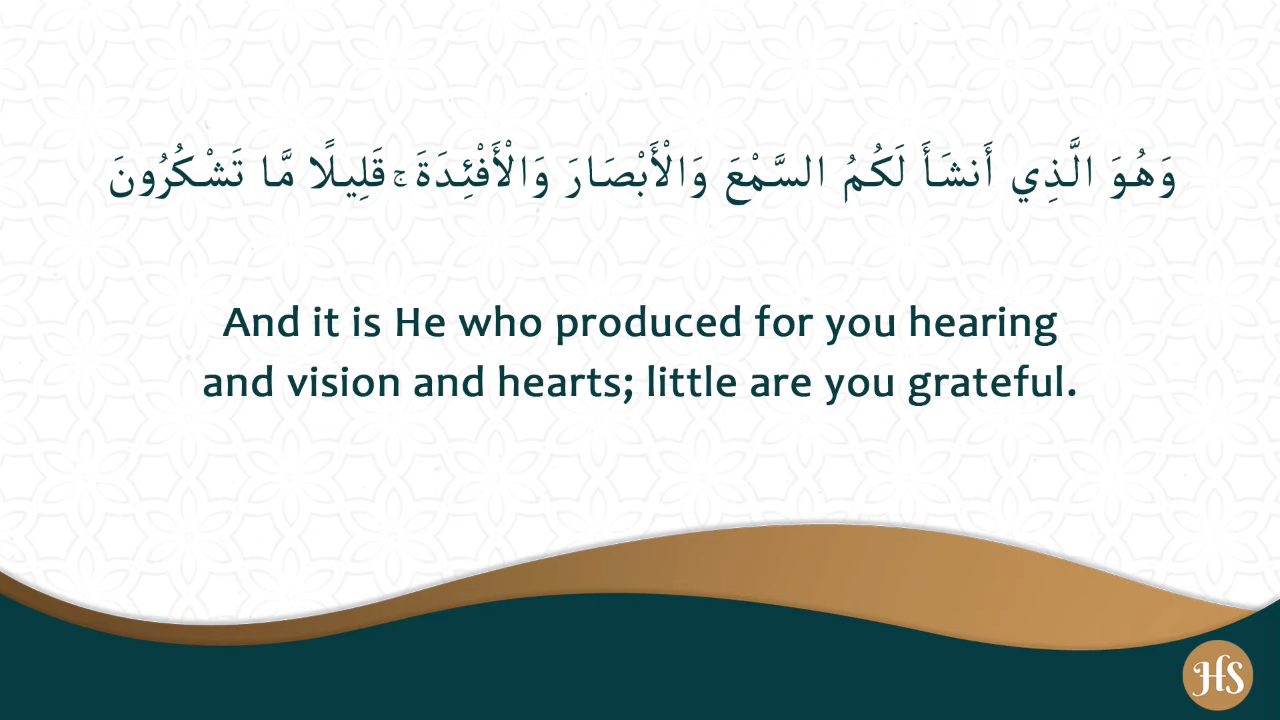 وَهُوَ الَّذِي أَنشَأَ لَكُمُ السَّمْعَ وَالْأَبْصَارَ وَالْأَفْئِدَةَ ۚ قَلِيلًا مَّا تَشْكُرُونَ
And it is He who produced for you hearing
and vision and hearts; little are you grateful.
HS